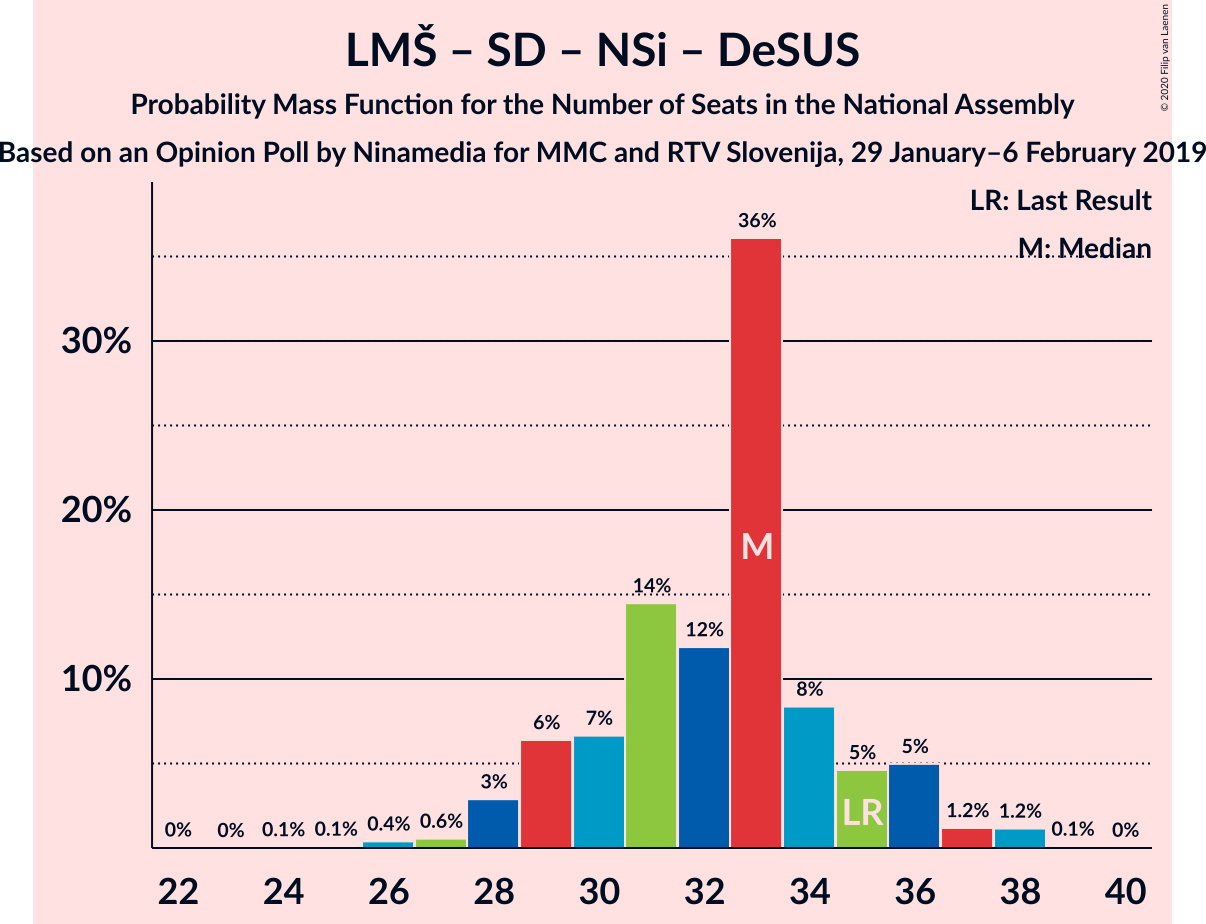 LMŠ – SD – NSi – DeSUS
Probability Mass Function for the Number of Seats in the National Assembly
Based on an Opinion Poll by Ninamedia for MMC and RTV Slovenija, 29 January–6 February 2019
© 2020 Filip van Laenen
LR: Last Result
M: Median
30%
20%
10%
0%
0%
0.1%
0.1%
0.4%
0.6%
3%
6%
7%
14%
12%
36%
8%
5%
5%
1.2%
1.2%
0.1%
0%
M
LR
22 24 26 28 30 32 34 36 38 40